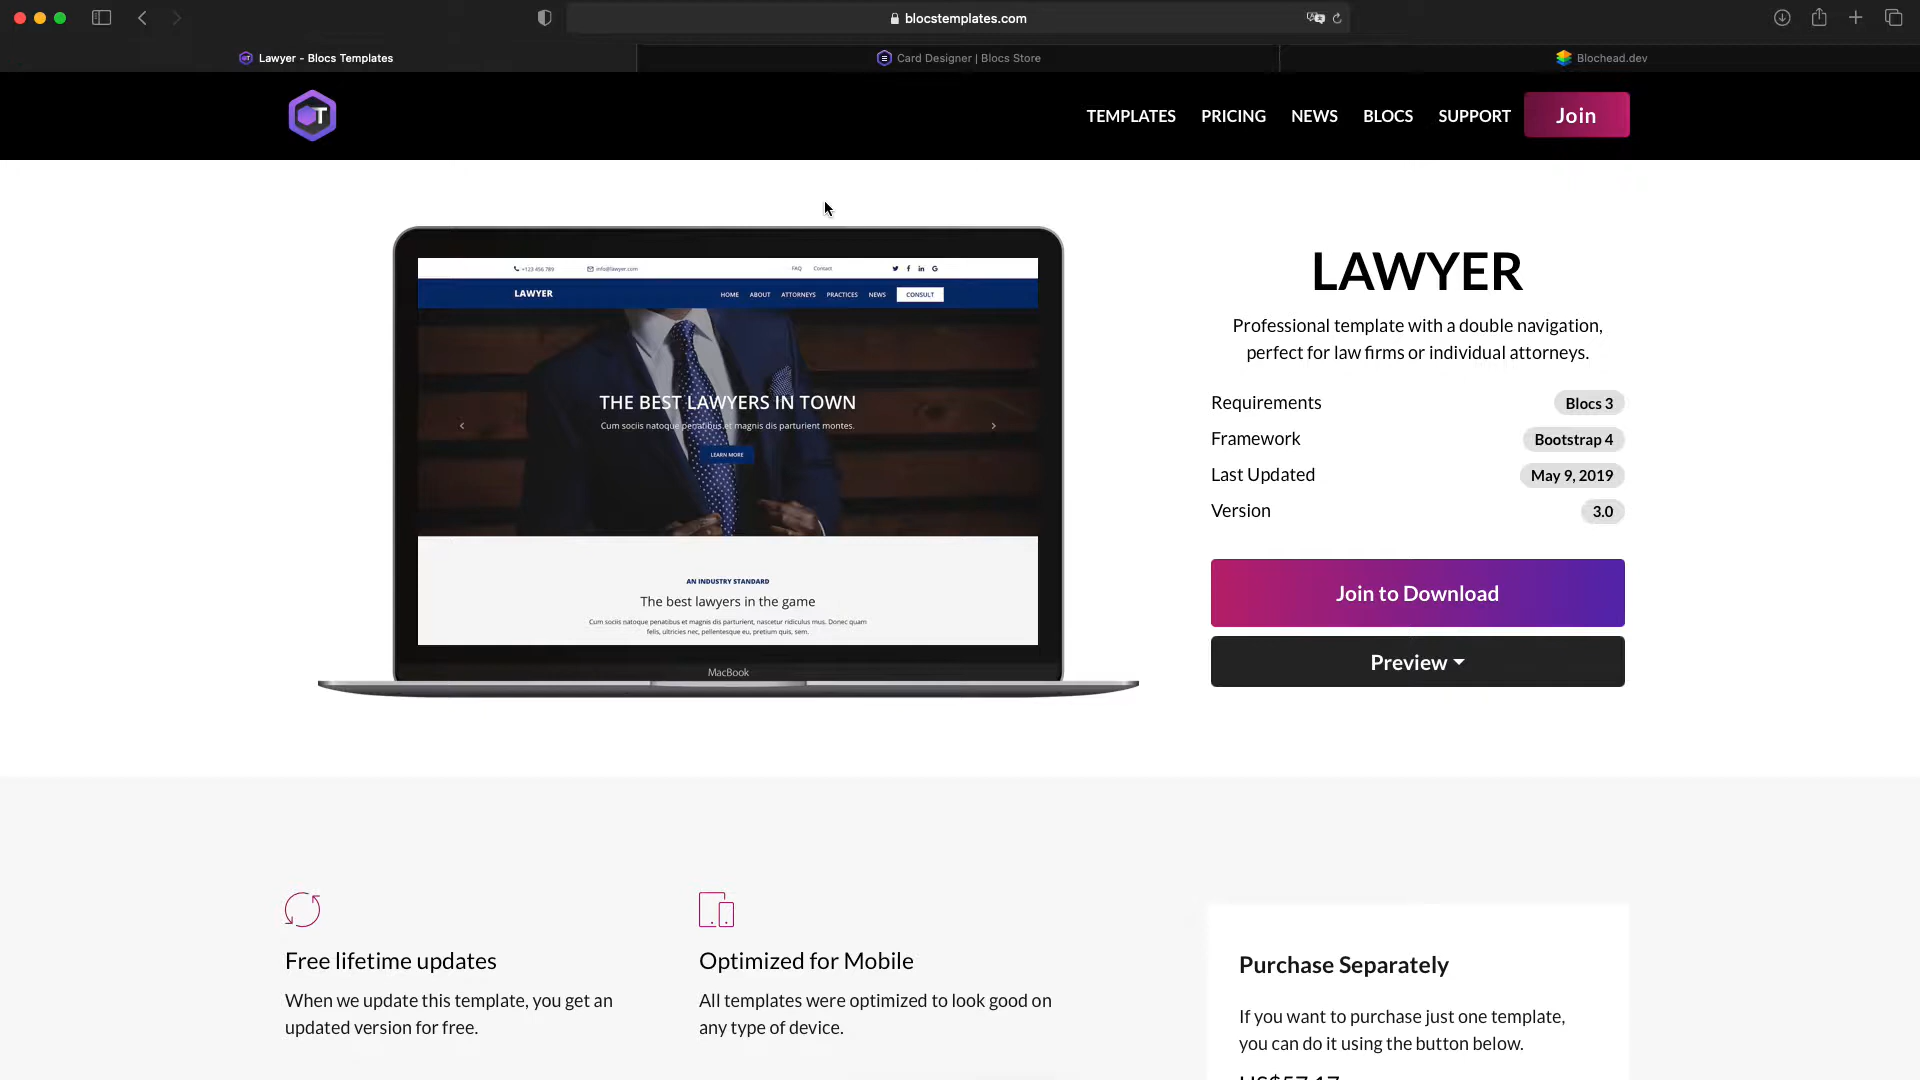 blocstemplates.com
Lawyer - Blocs Templates
Card Designer | Blocs Store
Blochead.dev
T
TEMPLATES
PRICING
NEWS
BLOCS
SUPPORT
Join
+123 456 789
info@lawyer.com
FAQ
Contact
LAWYER
HOME
ABOUT
ATTORNEYS
PRACTICES
NEWS
CONSULT
THE BEST LAWYERS IN TOWN
Cum sociis natoque penatibus et magnis dis parturient montes.
LEARN MORE
AN INDUSTRY STANDARD
The best lawyers in the game
Cum sociis natoque penatibus et magnis dis parturient, nascetur ridiculus mus. Donec quam
felis, ultricies nec, pellentesque eu, pretium quis, sem.
MacBook
LAWYER
Professional template with a double navigation,
perfect for law firms or individual attorneys.
Requirements
Blocs 3
Framework
Bootstrap 4
Last Updated
May 9, 2019
Version
3.0
Join to Download
Preview
Free lifetime updates
When we update this template, you get an
updated version for free.
Optimized for Mobile
All templates were optimized to look good on
any type of device.
Purchase Separately
If you want to purchase just one template,
you can do it using the button below.